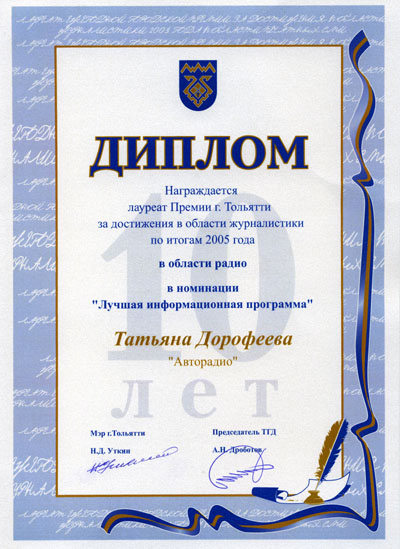 ДИПЛОМ
Награждается
лауреат Премии г. Тольятти
за достижения в области журналистики
по итогам 2005 года
в области радио
в номинации
"Лучшая информационная программа"
Татьяна Дорофеева
"Авторадио"
10
лет
Мэр г.Тольятти
Председатель ТГД
Н.Д. Уткин
А.Н. Дроботов